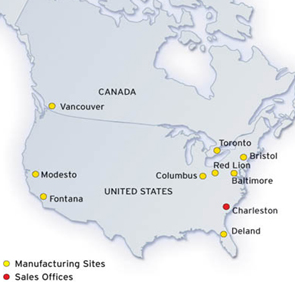 CANADA
Vancouver
Toronto
Bristol
Red Lion
Columbus
Baltimore
Modesto
UNITED STATES
Fontana
Charleston
Deland
Manufacturing Sites
Sales Offices